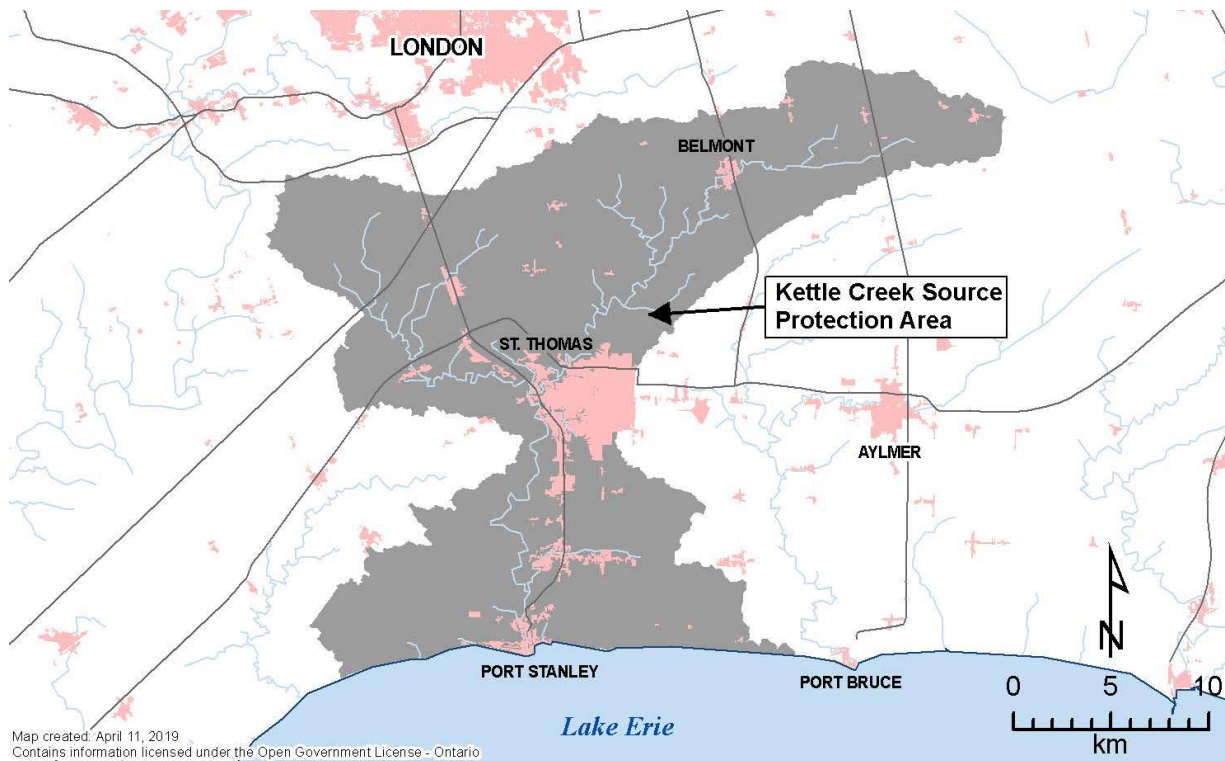 LONDON
BELMONT
Kettle Creek Source
Protection Area
ST. THOMAS
AYLMER
PORT STANLEY
PORT BRUCE
Lake Erie
N
0 5 10
km
Map created: April 11, 2019
Contains information licensed under the Open Government License - Ontario